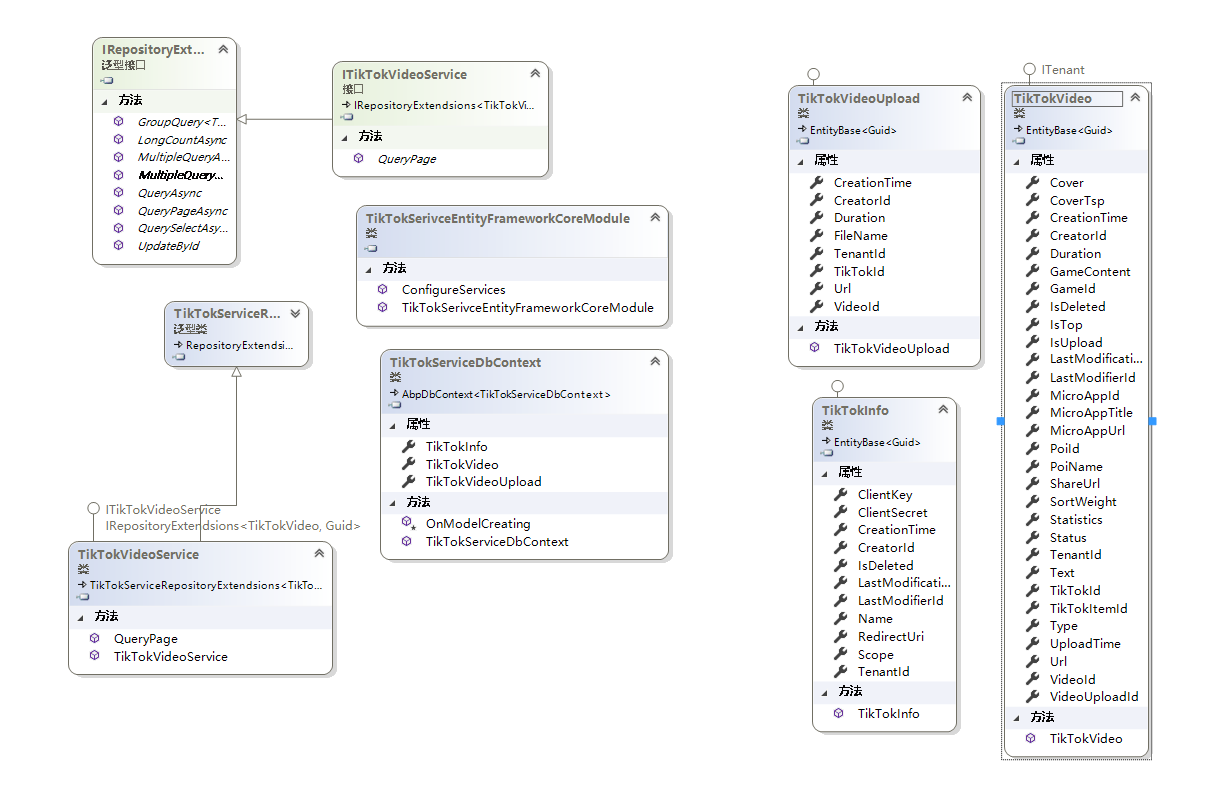 IRepositoryExt...
泛型接口
方法
GroupQuery<T...
LongCountAsync
MultipleQueryA...
MultipleQuery...
QueryAsync
QueryPageAsync
QuerySelectAsy...
UpdateById
ITikTokVideoService
接口
IRepositoryExtendsions<TikTokVi...
方法
QueryPage
TikTokSerivceEntityFrameworkCoreModule
类
方法
ConfigureServices
TikTokSerivceEntityFrameworkCoreModule
TikTokServiceR...
泛型类
RepositoryExtendsi...
TikTokServiceDbContext
类
AbpDbContext<TikTokServiceDbContext>
属性
TikTokInfo
TikTokVideo
TikTokVideoUpload
方法
OnModelCreating
TikTokServiceDbContext
ITikTokVideoService
IRepositoryExtendsions<TikTokVideo, Guid>
TikTokVideoService
类
TikTokServiceRepositoryExtendsions<TikTo...
方法
QueryPage
TikTokVideoService
TikTokVideoUpload
类
EntityBase<Guid>
属性
CreationTime
CreatorId
Duration
FileName
TenantId
TikTokId
Url
VideoId
方法
TikTokVideoUpload
TikTokInfo
类
EntityBase<Guid>
属性
ClientKey
ClientSecret
CreationTime
CreatorId
IsDeleted
LastModificati...
LastModifierId
Name
RedirectUri
Scope
TenantId
方法
TikTokInfo
ITenant
TikTokVideo
类
EntityBase<Guid>
属性
Cover
CoverTsp
CreationTime
CreatorId
Duration
GameContent
GameId
IsDeleted
IsTop
IsUpload
LastModificati...
LastModifierId
MicroAppId
MicroAppTitle
MicroAppUrl
PoiId
PoiName
ShareUrl
SortWeight
Statistics
Status
TenantId
Text
TikTokId
TikTokItemId
Type
UploadTime
Url
VideoId
VideoUploadId
方法
TikTokVideo